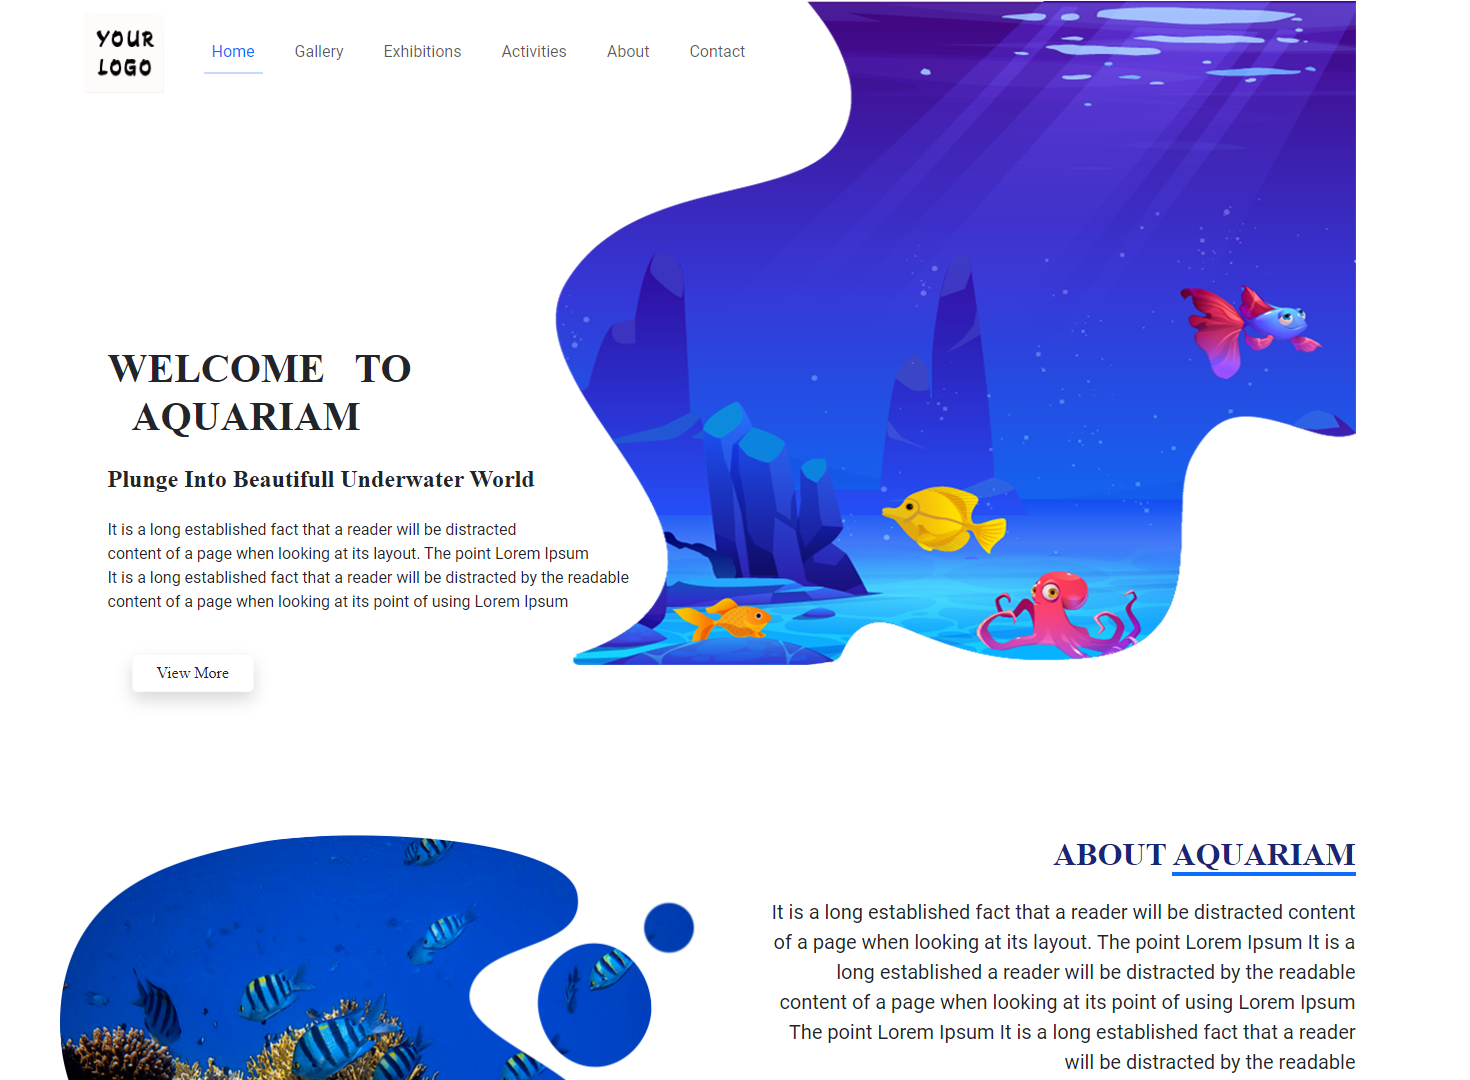 YOUR
LOGO
Home Gallery Exhibitions Activities About Contact
WELCOME TO
AQUARIAM
Plunge Into Beautifull Underwater World
It is a long established fact that a reader will be distracted
content of a page when looking at its layout. The point Lorem Ipsum
It is a long established fact that a reader will be distracted by the readable
content of a page when looking at its point of using Lorem Ipsum
View More
ABOUT AQUARIAM
It is a long established fact that a reader will be distracted content
of a page when looking at its layout. The point Lorem Ipsum It is a
long established a reader will be distracted by the readable
content of a page when looking at its point of using Lorem Ipsum
The point Lorem Ipsum It is a long established fact that a reader
will be distracted by the readable